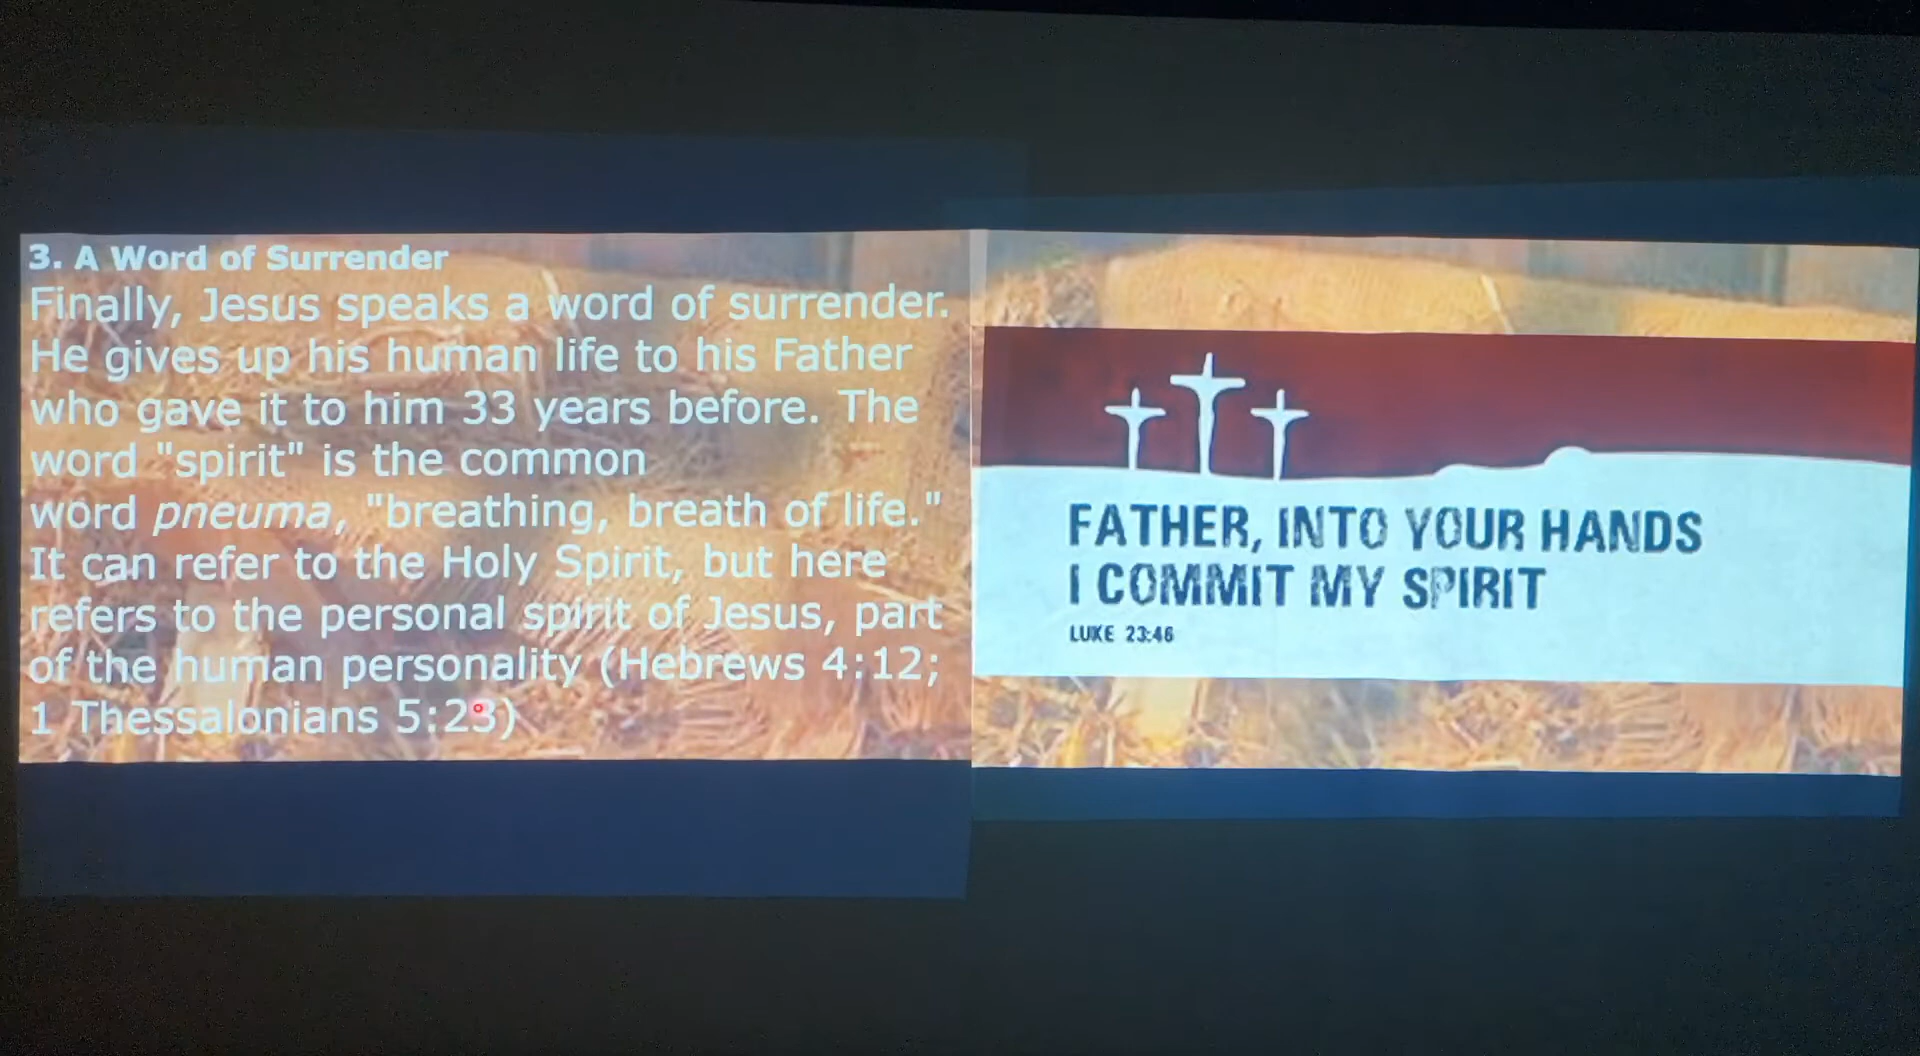 3. A Word of Surrender
Finally, Jesus speaks a word of surrender.
He gives up his human life to his Father
who gave it to him 33 years before. The
word "spirit" is the common
word pneuma, "breathing, breath of life."
It can refer to the Holy Spirit, but here
refers to the personal spirit of Jesus, part
of the human personality (Hebrews 4:12;
1 Thessalonians 5:23)
FATHER, INTO YOUR HANDS
I COMMIT MY SPIRIT
LUKE 23:46